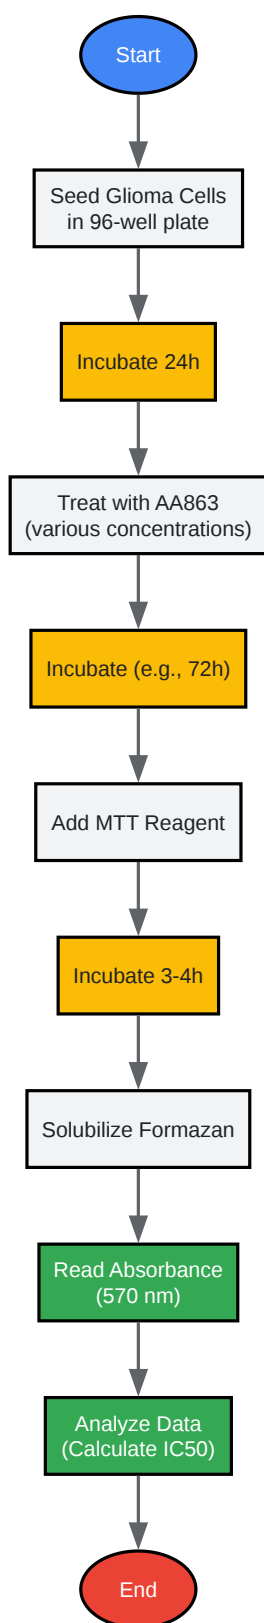 Start
Seed Glioma Cells
in 96-well plate
Incubate 24h
Treat with AA863
(various concentrations)
Incubate (e.g., 72h)
Add MTT Reagent
Incubate 3-4h
Solubilize Formazan
Read Absorbance
(570 nm)
Analyze Data
(Calculate IC50)
End